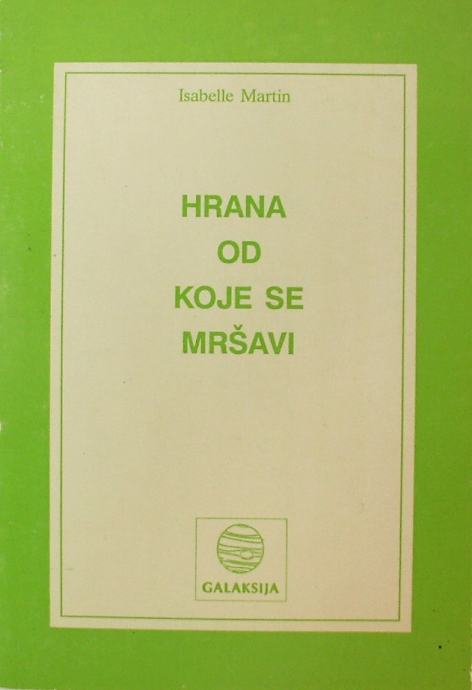 Isabelle Martin
HRANA
OD
KOJE SE
MRŠAVI
GALAKSIJA